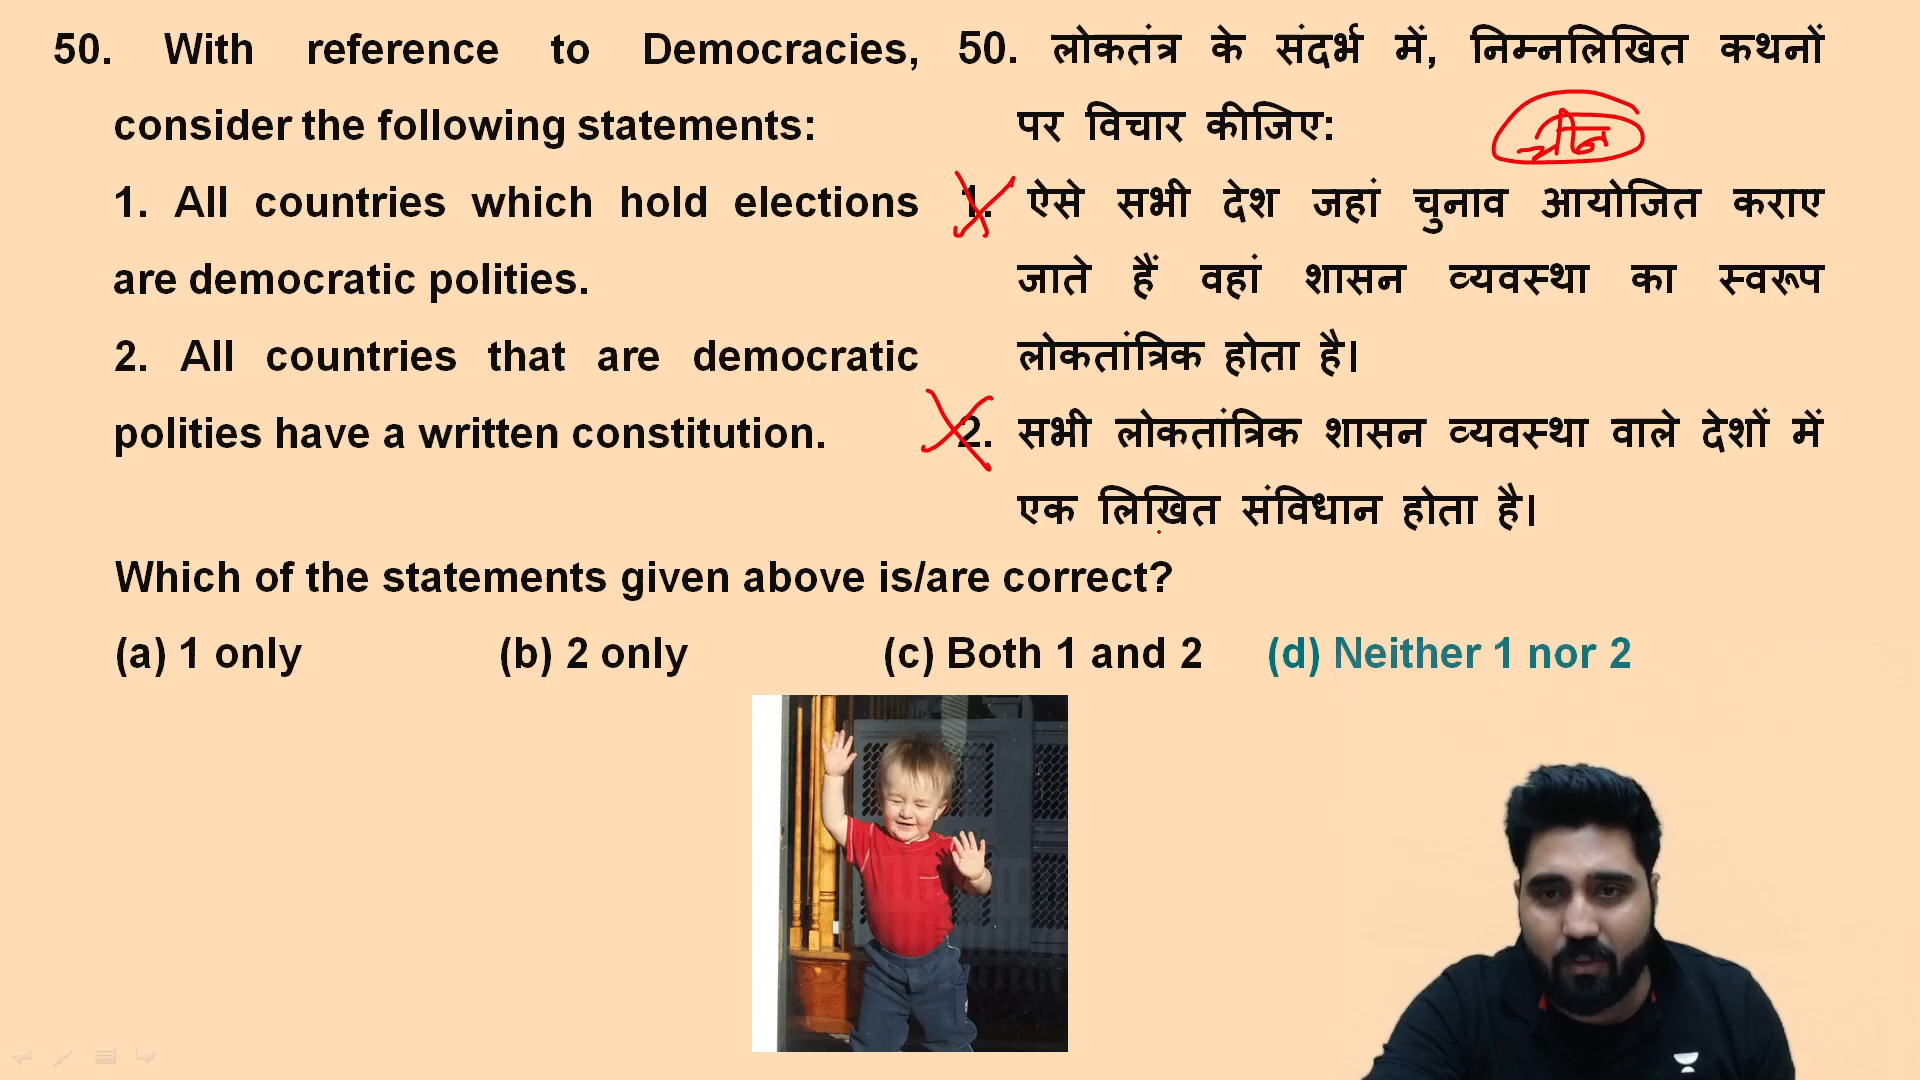 50. With reference to Democracies,
consider the following statements:
1. All countries which hold elections
are democratic polities.
2. All countries that are democratic
polities have a written constitution.
50. लोकतंत्र के संदर्भ में, निम्नलिखित कथनों
पर विचार कीजिए:
चीन
1. ऐसे सभी देश जहां चुनाव आयोजित कराए
जाते हैं वहां शासन व्यवस्था का स्वरूप
लोकतांत्रिक होता है।
2. सभी लोकतांत्रिक शासन व्यवस्था वाले देशों में
एक लिखित संविधान होता है।
Which of the statements given above is/are correct?
(a) 1 only (b) 2 only (c) Both 1 and 2 (d) Neither 1 nor 2